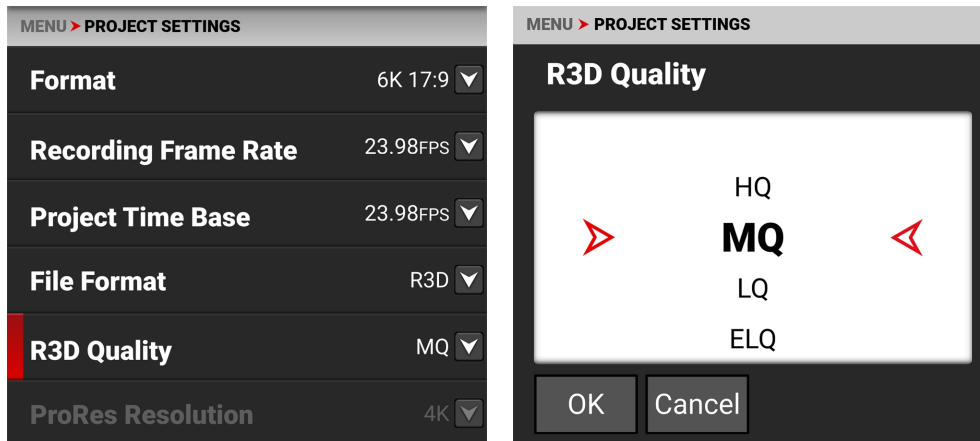 MENU ➤ PROJECT SETTINGS
Format 6K 17:9
Recording Frame Rate 23.98FPS
Project Time Base 23.98FPS
File Format R3D
R3D Quality MQ
ProRes Resolution 4K
MENU ➤ PROJECT SETTINGS
R3D Quality
HQ
MQ
LQ
ELQ
OK Cancel